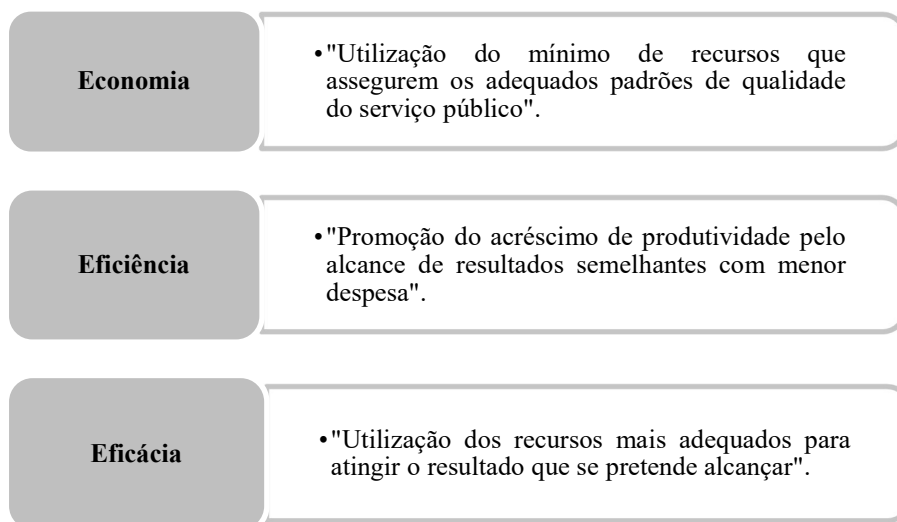 Economia
•"Utilização do mínimo de recursos que
assegurem os adequados padrões de qualidade
do serviço público".
Eficiência
•"Promoção do acréscimo de produtividade pelo
alcance de resultados semelhantes com menor
despesa".
Eficácia
•"Utilização dos recursos mais adequados para
atingir o resultado que se pretende alcançar".